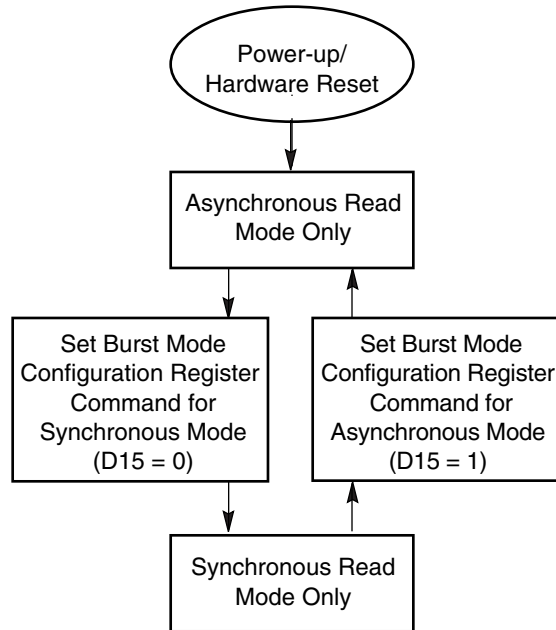 Power-up/
Hardware Reset
Asynchronous Read
Mode Only
Set Burst Mode
Configuration Register
Command for
Synchronous Mode
(D15 = 0)
Set Burst Mode
Configuration Register
Command for
Asynchronous Mode
(D15 = 1)
Synchronous Read
Mode Only